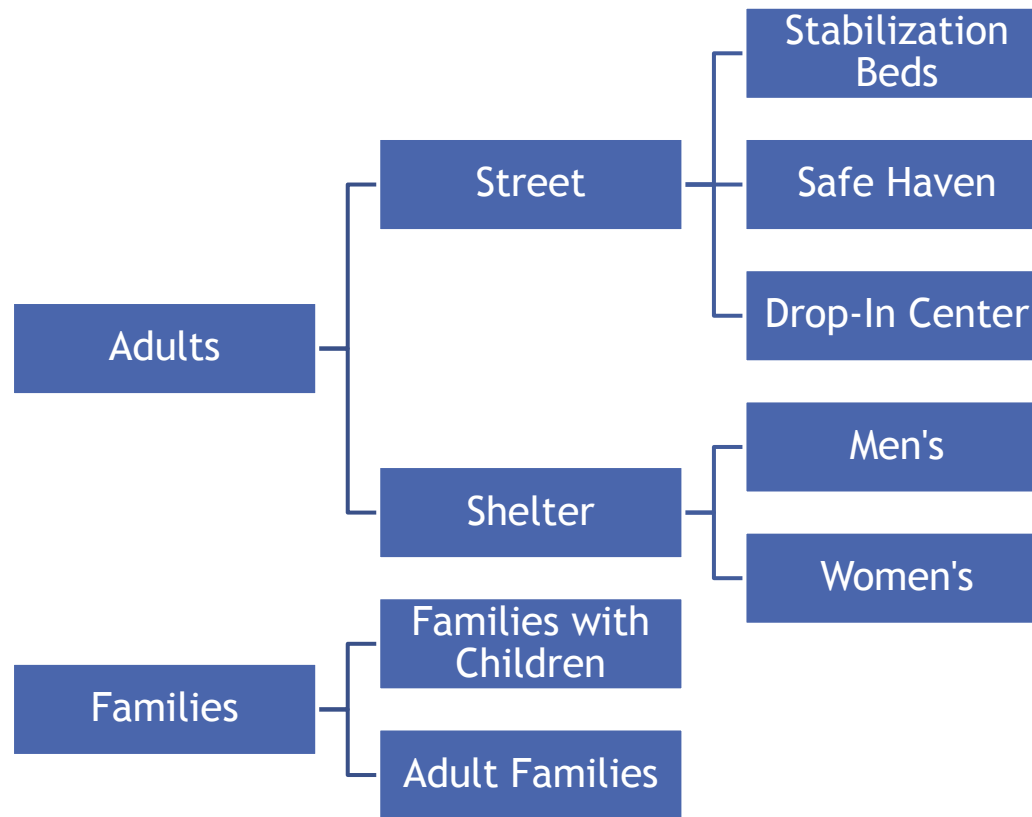 Stabilization
Beds
Street
Safe Haven
Drop-In Center
Adults
Men's
Shelter
Women's
Families with
Children
Families
Adult Families